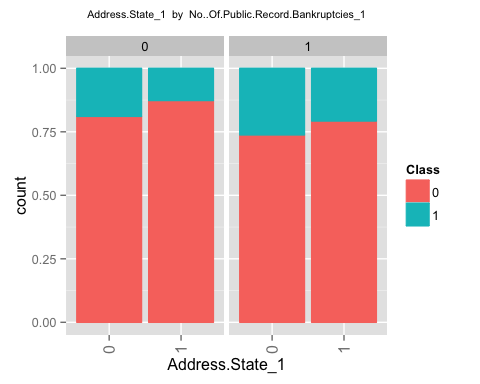 Address.State_1 by No..Of.Public.Record.Bankruptcies_1
0 1
1.00
0.75
0.50
0.25
0.00
count
0 1 0 1
Address.State_1
Class
0
1